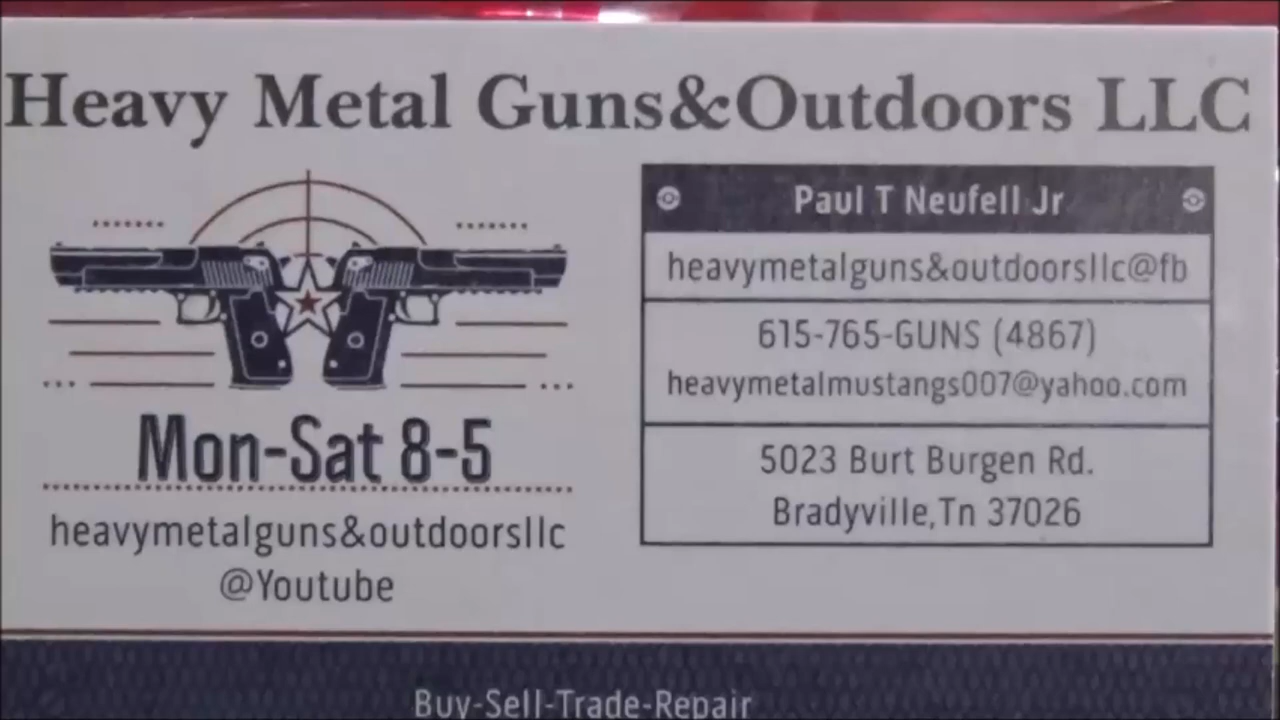 Heavy Metal Guns&Outdoors LLC
Mon-Sat 8-5
heavymetalguns&outdoorsllc
@Youtube
Paul T Neufell Jr
heavymetalguns&outdoorsllc@fb
615-765-GUNS (4867)
heavymetalmustangs007@yahoo.com
5023 Burt Burgen Rd.
Bradyville,Tn 37026
Buy-Sell-Trade-Repair